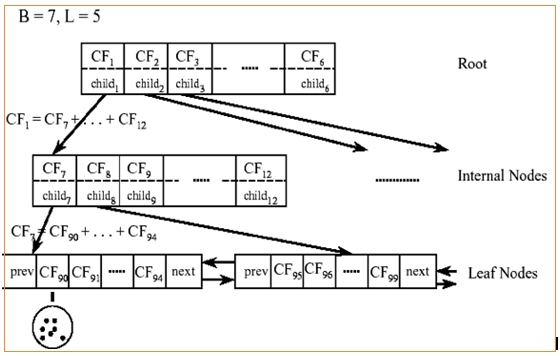 B = 7, L = 5
CF1 CF2 CF3 ····· CF6
child1 child2 child3 child6
Root
CF1 = CF7 + . . . + CF12
CF7 CF8 CF9 ····· CF12
child7 child8 child9 child12
·············
Internal Nodes
CF7 = CF90 + . . . + CF94
prev CF90 CF91 ····· CF94 next
prev CF95 CF96 ····· CF99 next
Leaf Nodes